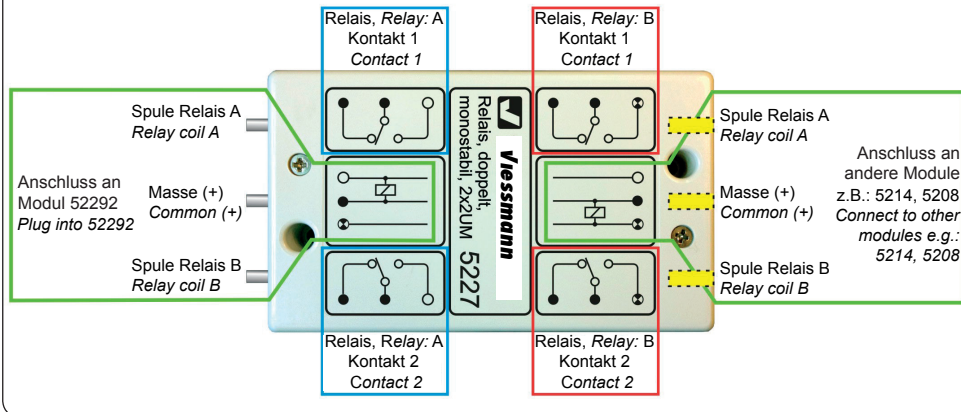 Relais, Relay: A
Kontakt 1
Contact 1
Relais, Relay: B
Kontakt 1
Contact 1
Spule Relais A
Relay coil A
Anschluss an
Modul 52292
Plug into 52292
Masse (+)
Common (+)
Spule Relais B
Relay coil B
viessmann
Relais, doppelt,
monostabil, 2x2UM
5227
Spule Relais A
Relay coil A
Masse (+)
Common (+)
Spule Relais B
Relay coil B
Anschluss an
andere Module
z.B.: 5214, 5208
Connect to other
modules e.g.:
5214, 5208
Relais, Relay: A
Kontakt 2
Contact 2
Relais, Relay: B
Kontakt 2
Contact 2